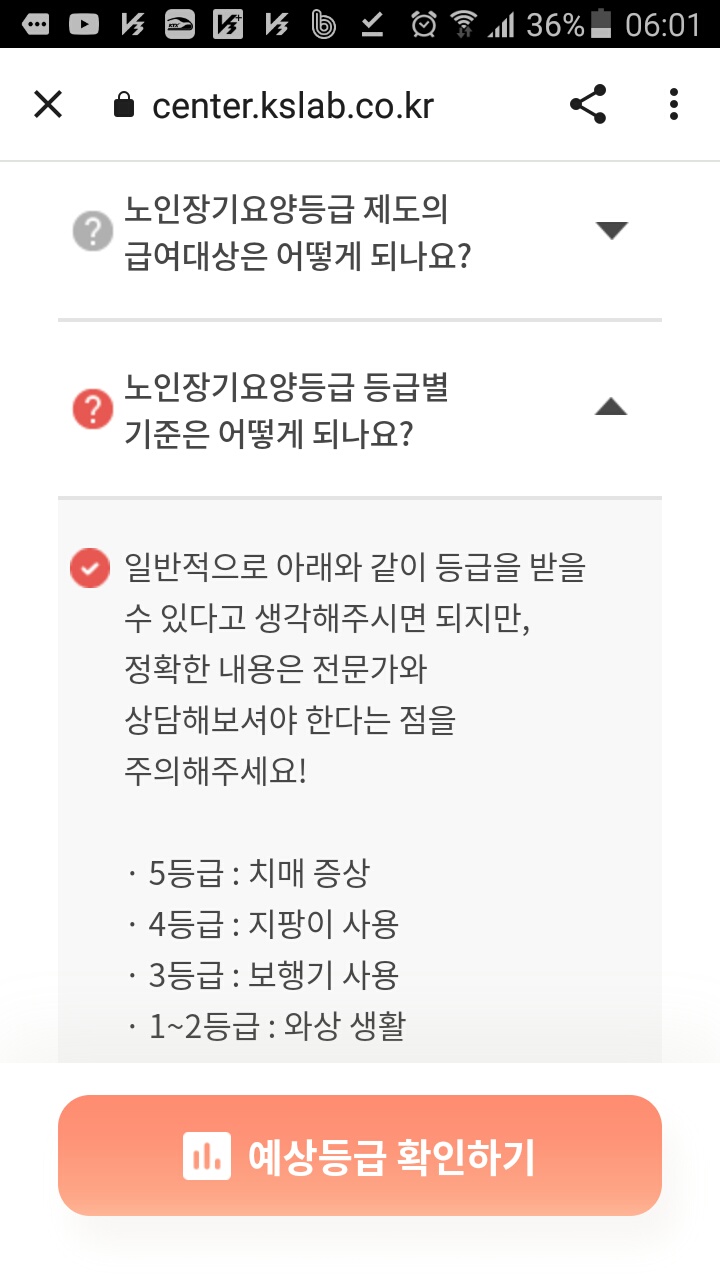 36% 06:01
center.kslab.co.kr
노인장기요양등급 제도의
급여대상은 어떻게 되나요?
노인장기요양등급 등급별
기준은 어떻게 되나요?
일반적으로 아래와 같이 등급을 받을
수 있다고 생각해주시면 되지만,
정확한 내용은 전문가와
상담해보셔야 한다는 점을
주의해주세요!
· 5등급 : 치매 증상
· 4등급 : 지팡이 사용
· 3등급 : 보행기 사용
· 1~2등급 : 와상 생활
예상등급 확인하기